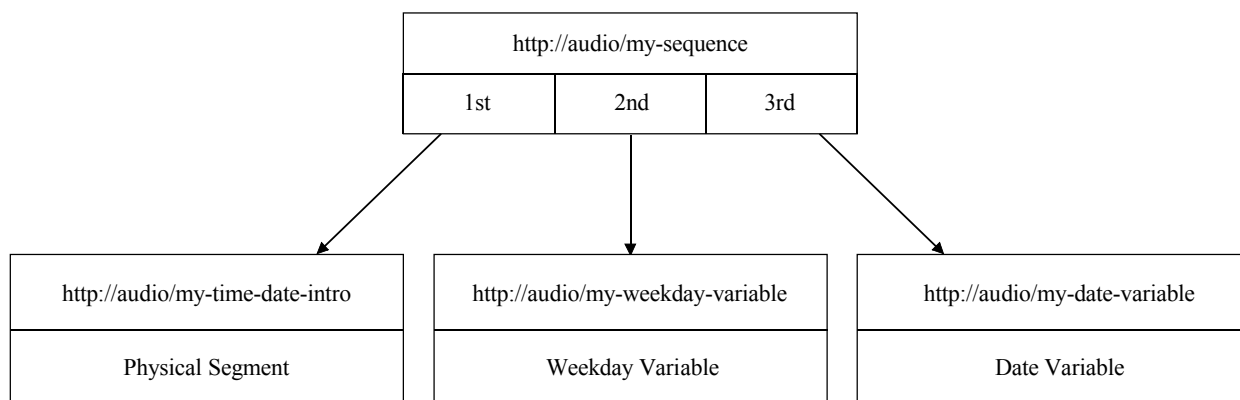 http://audio/my-sequence
1st 2nd 3rd
http://audio/my-time-date-intro http://audio/my-weekday-variable http://audio/my-date-variable
Physical Segment Weekday Variable Date Variable